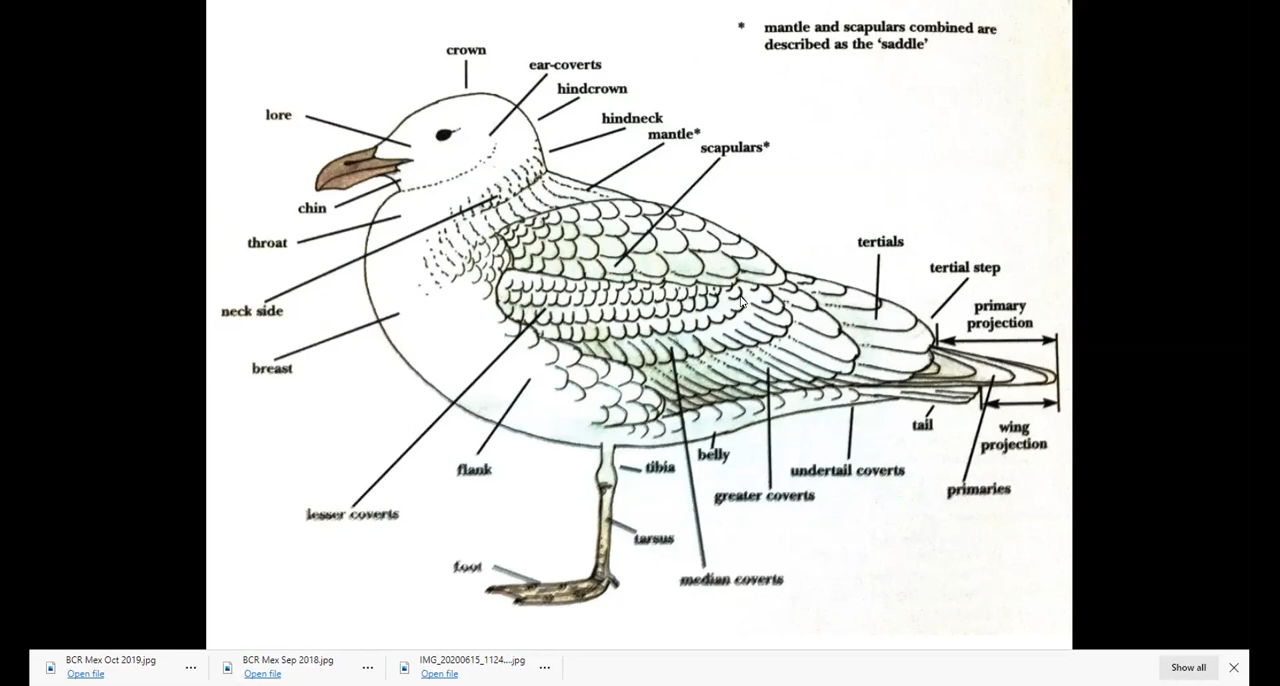 * mantle and scapulars combined are
described as the ‘saddle’
crown
ear-coverts
hindcrown
lore
hindneck
mantle*
scapulars*
chin
throat
tertials
tertial step
primary
projection
neck side
breast
tail
wing
projection
belly
flank
tibia
undertail coverts
primaries
greater coverts
lesser coverts
tarsus
foot
median coverts
BCR Mex Oct 2019.jpg
Open file
...
BCR Mex Sep 2018.jpg
Open file
...
IMG_20200615_1124....jpg
Open file
...
Show all